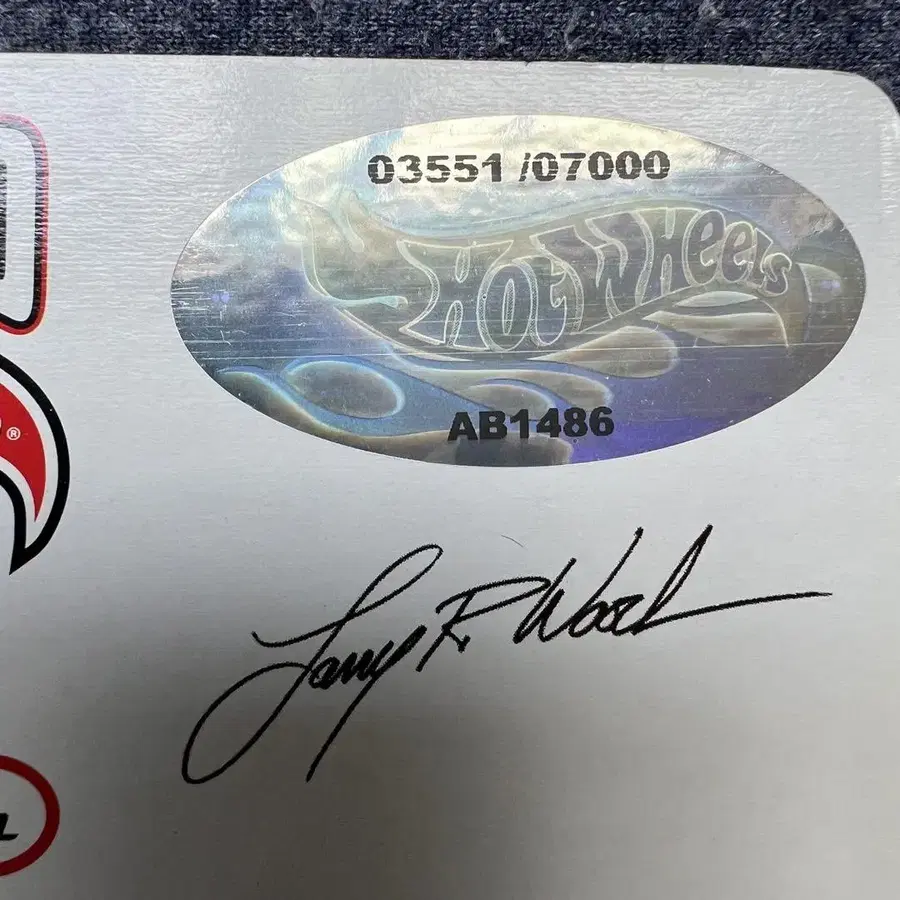 03551 /07000
Hot Wheels
AB1486
®
Larry R Wood